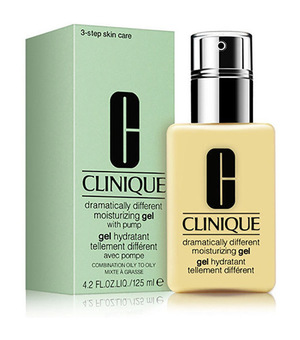 3-step skin care
C
CLINIQUE
dramatically different
moisturizing gel
with pump
gel hydratant
tellement différent
avec pompe
COMBINATION OILY TO OILY
MIXTE À GRASSE
4.2 FL.OZ.LIQ./125 ml e
C
CLINIQUE
dramatically different
moisturizing gel
gel hydratant
tellement différent